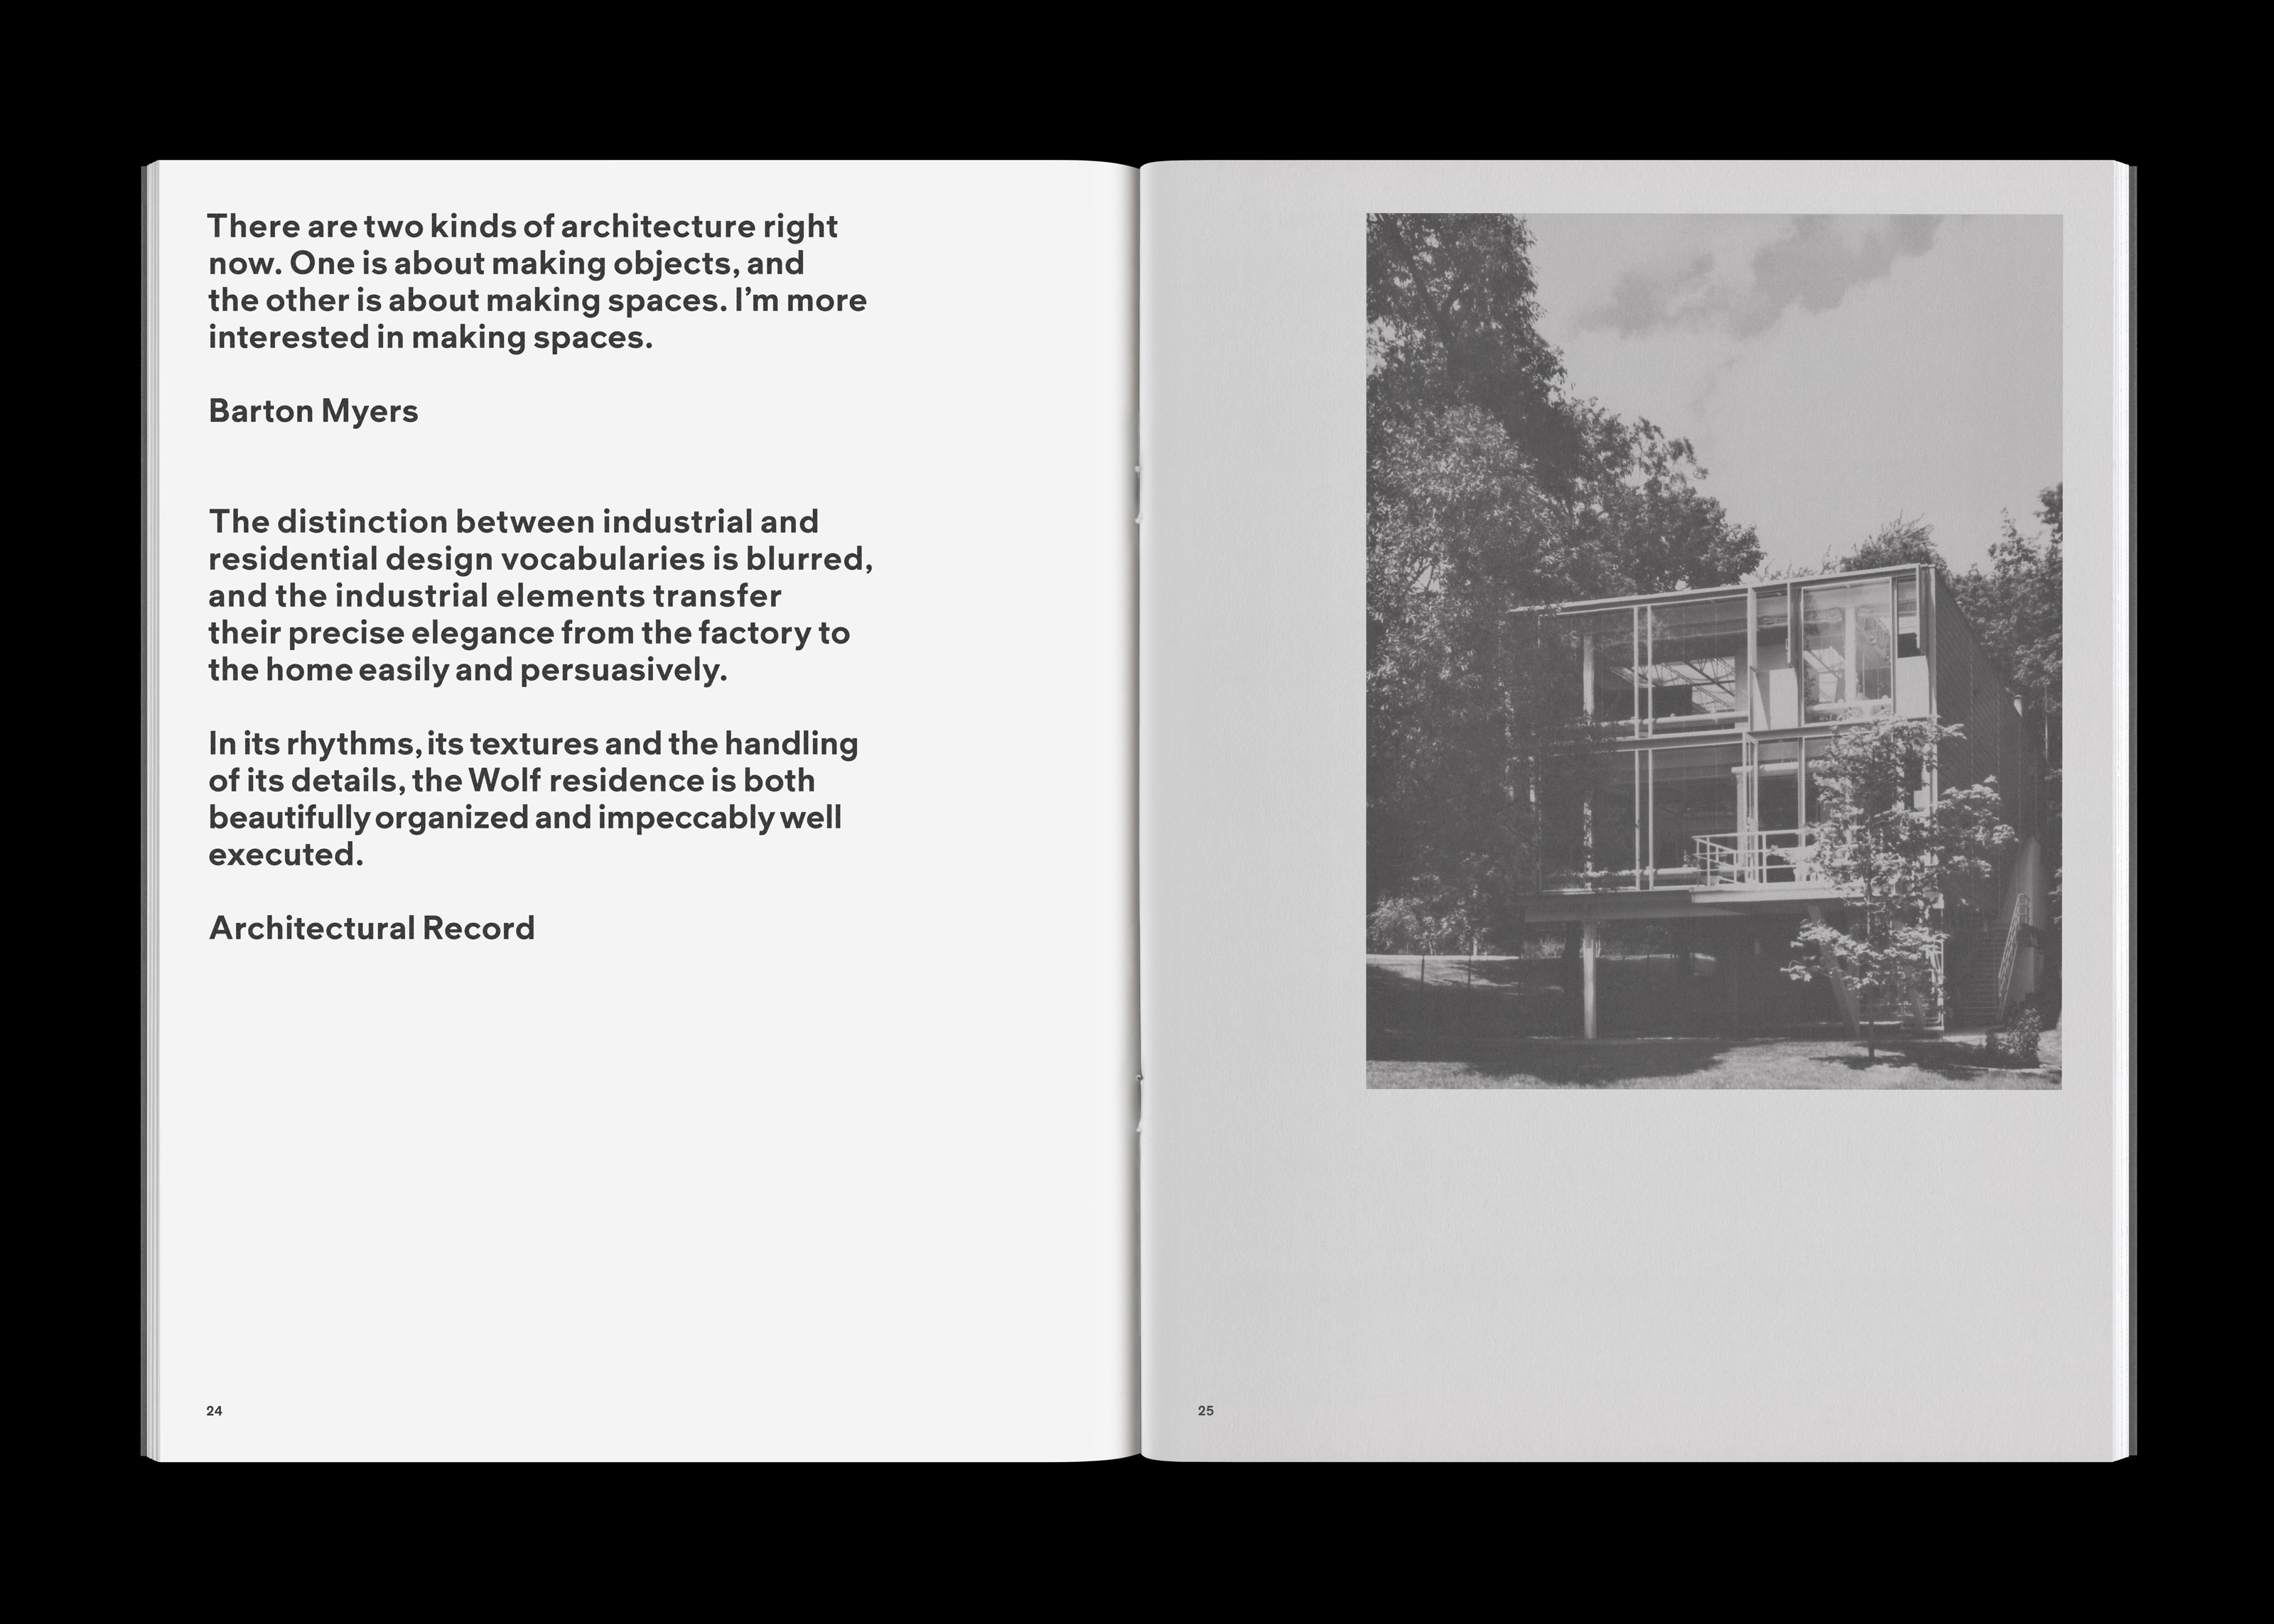 There are two kinds of architecture right
now. One is about making objects, and
the other is about making spaces. I’m more
interested in making spaces.
Barton Myers
The distinction between industrial and
residential design vocabularies is blurred,
and the industrial elements transfer
their precise elegance from the factory to
the home easily and persuasively.
In its rhythms, its textures and the handling
of its details, the Wolf residence is both
beautifully organized and impeccably well
executed.
Architectural Record
24
25